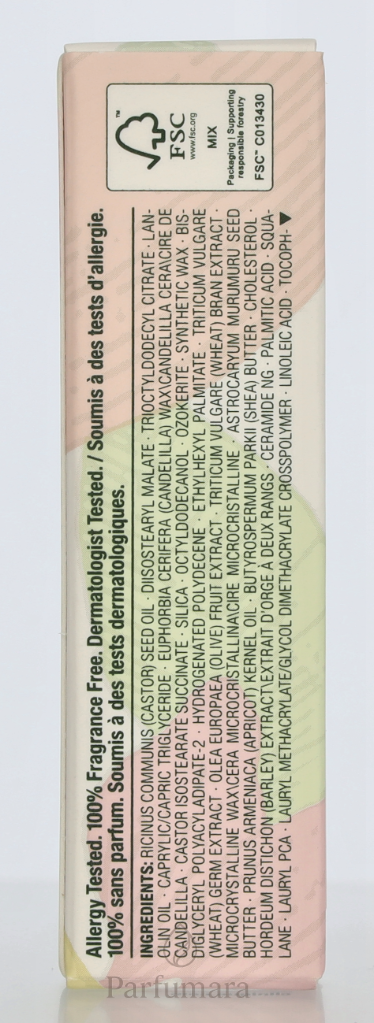 Allergy Tested. 100% Fragrance Free. Dermatologist Tested. / Soumis à des tests d'allergie.
100% sans parfum. Soumis à des tests dermatologiques.
INGREDIENTS: RICINUS COMMUNIS (CASTOR) SEED OIL · DIISOSTEARYL MALATE · TRIOCTYLDODECYL CITRATE · LAN-
OLIN OIL · CAPRYLIC/CAPRIC TRIGLYCERIDE · EUPHORBIA CERIFERA (CANDELILLA) WAX\CANDELILLA CERA\CIRE DE
CANDELILLA · CASTOR ISOSTEARATE SUCCINATE · SILICA · OCTYLDODECANOL · OZOKERITE · SYNTHETIC WAX · BIS-
DIGLYCERYL POLYACYLADIPATE-2 · HYDROGENATED POLYDECENE · ETHYLHEXYL PALMITATE · TRITICUM VULGARE
(WHEAT) GERM EXTRACT · OLEA EUROPAEA (OLIVE) FRUIT EXTRACT · TRITICUM VULGARE (WHEAT) BRAN EXTRACT ·
MICROCRYSTALLINE WAX\CERA MICROCRISTALLINA\CIRE MICROCRISTALLINE · ASTROCARYUM MURUMURU SEED
BUTTER · PRUNUS ARMENIACA (APRICOT) KERNEL OIL · BUTYROSPERMUM PARKII (SHEA) BUTTER · CHOLESTEROL ·
HORDEUM DISTICHON (BARLEY) EXTRACT\EXTRAIT D'ORGE À DEUX RANGS · CERAMIDE NG · PALMITIC ACID · SQUA-
LANE · LAURYL PCA · LAURYL METHACRYLATE/GLYCOL DIMETHACRYLATE CROSSPOLYMER · LINOLEIC ACID · TOCOPH- ▼
™
FSC
www.fsc.org
MIX
Packaging | Supporting
responsible forestry
FSC™ C013430
Parfumara